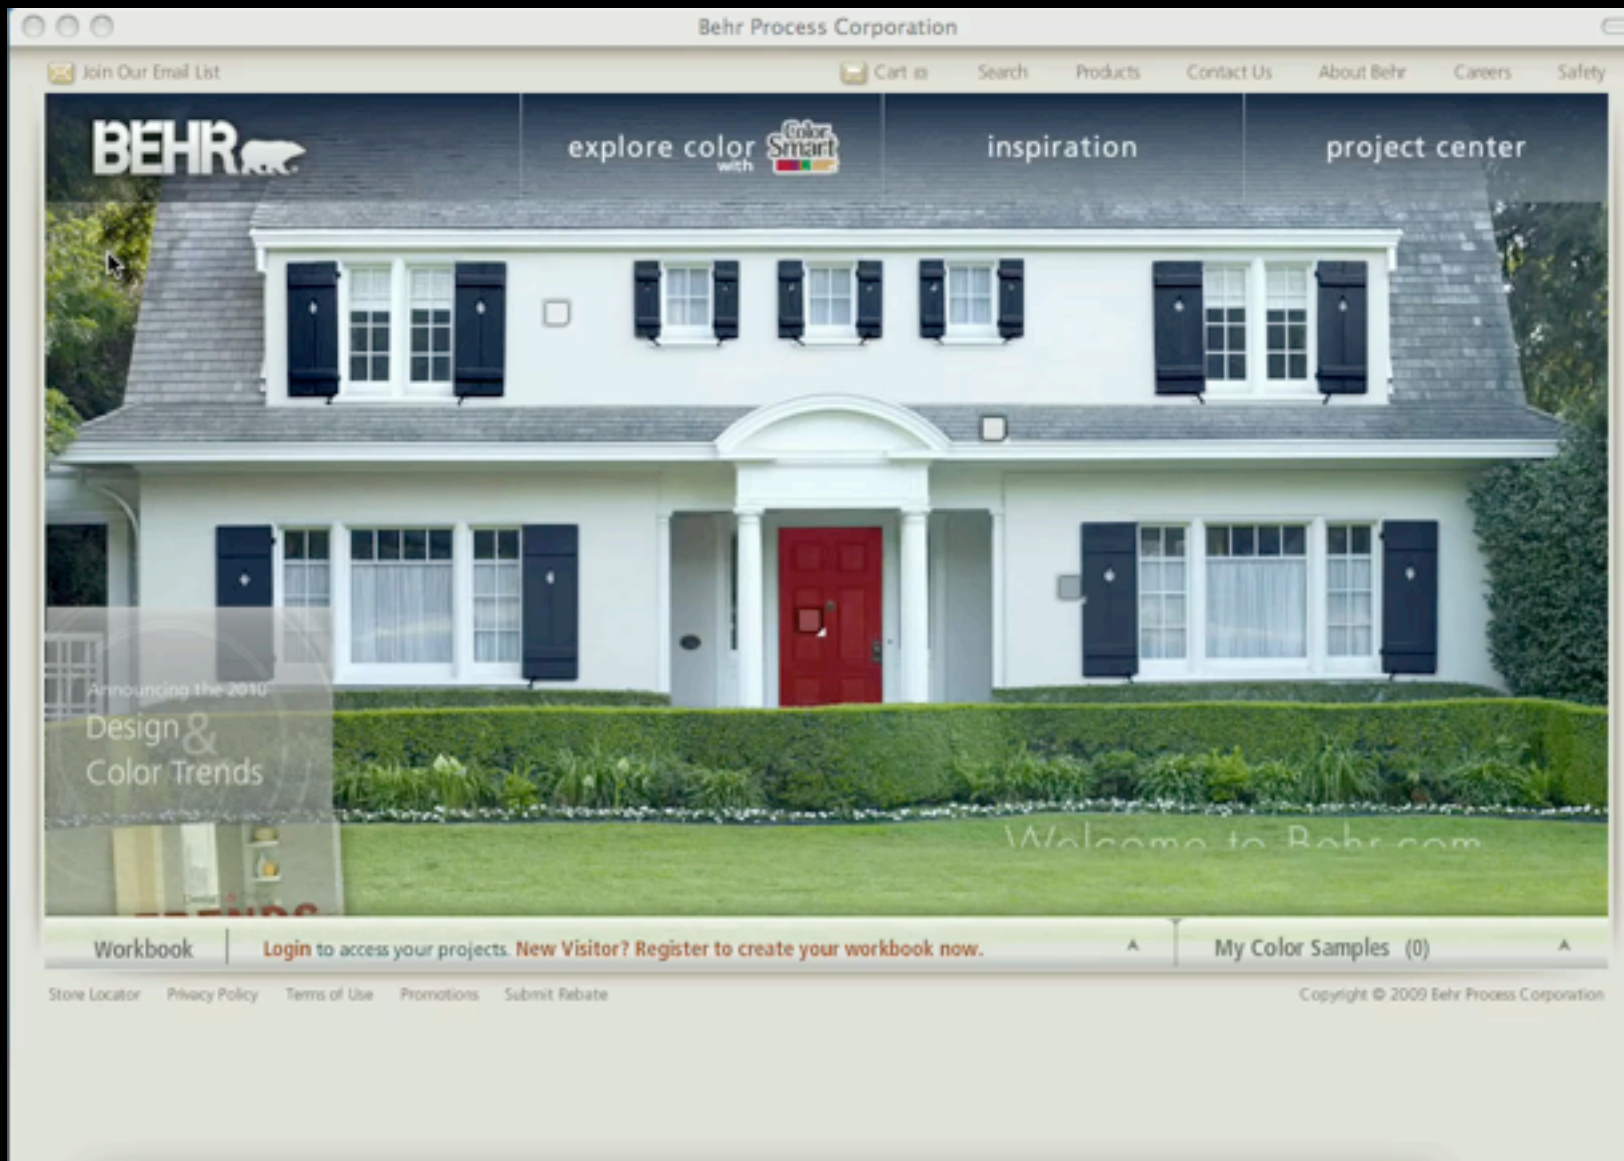 Behr Process Corporation
Join Our Email List
Cart (0) Search Products Contact Us About Behr Careers Safety
BEHR
explore color
with
Color
Smart
inspiration
project center
Announcing the 2010
Design &
Color Trends
Welcome to Behr.com
TRENDS
Workbook
Login to access your projects. New Visitor? Register to create your workbook now.
My Color Samples (0)
Store Locator Privacy Policy Terms of Use Promotions Submit Rebate
Copyright © 2009 Behr Process Corporation